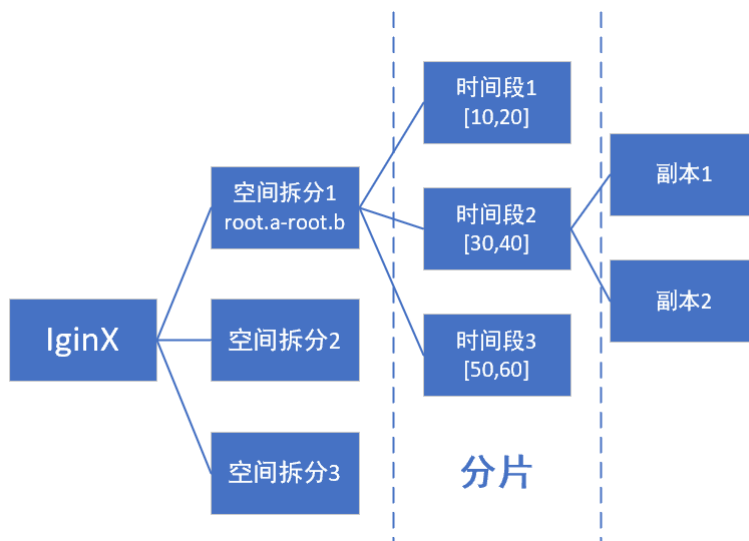 IginX
空间拆分1
root.a-root.b
空间拆分2
空间拆分3
时间段1
[10,20]
时间段2
[30,40]
时间段3
[50,60]
分片
副本1
副本2